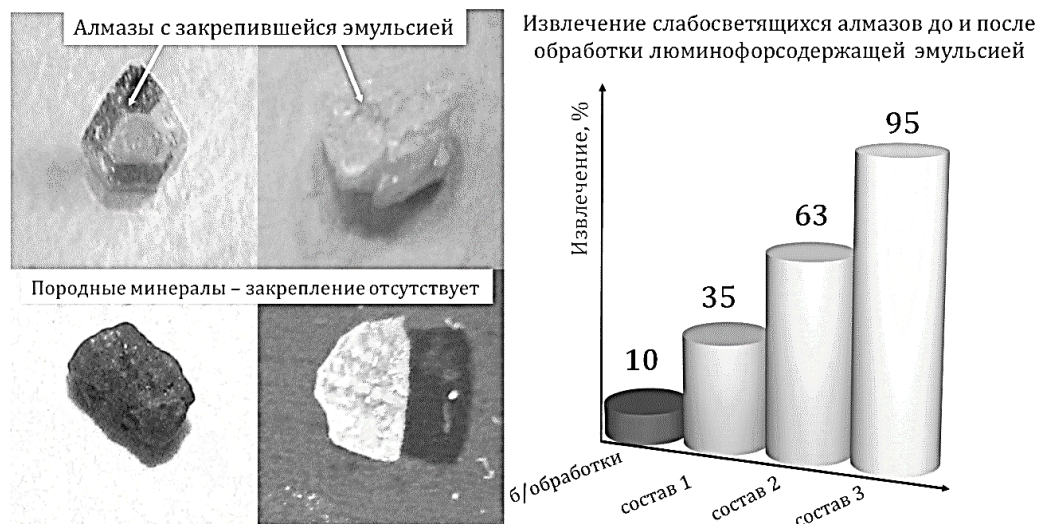 Алмазы с закрепившейся эмульсией
Породные минералы – закрепление отсутствует
Извлечение слабосветящихся алмазов до и после
обработки люминофорсодержащей эмульсией
Извлечение, %
10
35
63
95
б/обработки
состав 1
состав 2
состав 3